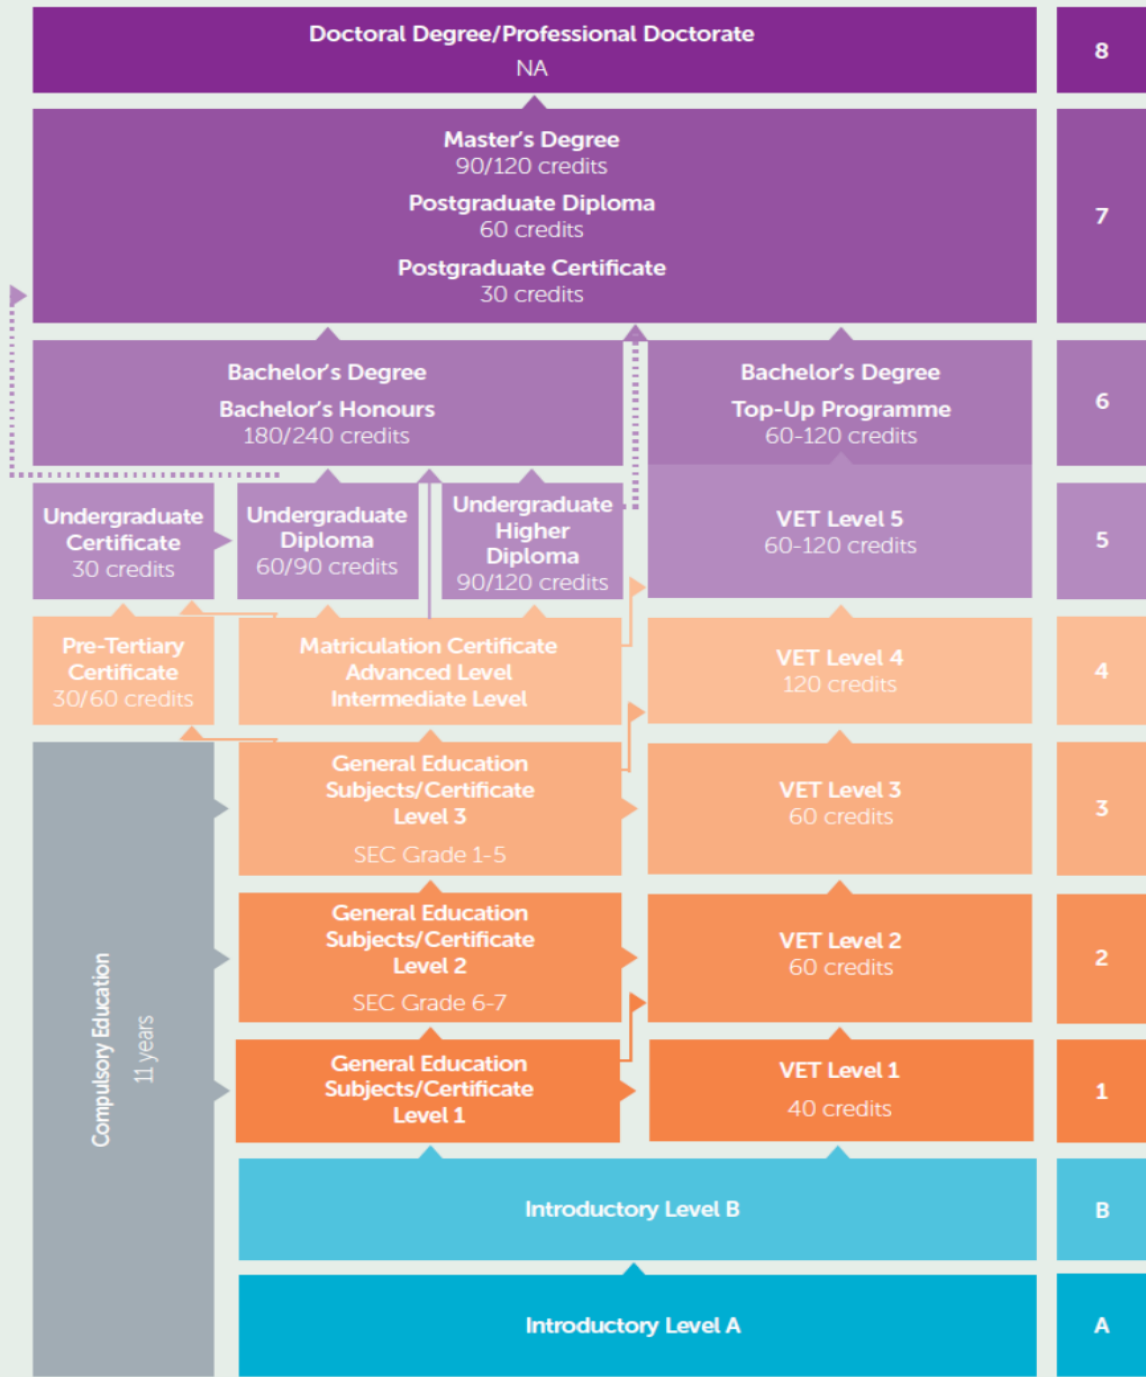 Doctoral Degree/Professional Doctorate
NA
8
Master's Degree
90/120 credits
Postgraduate Diploma
60 credits
Postgraduate Certificate
30 credits
7
Bachelor's Degree
Bachelor's Honours
180/240 credits
Bachelor's Degree
Top-Up Programme
60-120 credits
6
Undergraduate
Certificate
30 credits
Undergraduate
Diploma
60/90 credits
Undergraduate
Higher
Diploma
90/120 credits
VET Level 5
60-120 credits
5
Pre-Tertiary
Certificate
30/60 credits
Matriculation Certificate
Advanced Level
Intermediate Level
VET Level 4
120 credits
4
Compulsory Education
11 years
General Education
Subjects/Certificate
Level 3
SEC Grade 1-5
VET Level 3
60 credits
3
General Education
Subjects/Certificate
Level 2
SEC Grade 6-7
VET Level 2
60 credits
2
General Education
Subjects/Certificate
Level 1
VET Level 1
40 credits
1
Introductory Level B
B
Introductory Level A
A